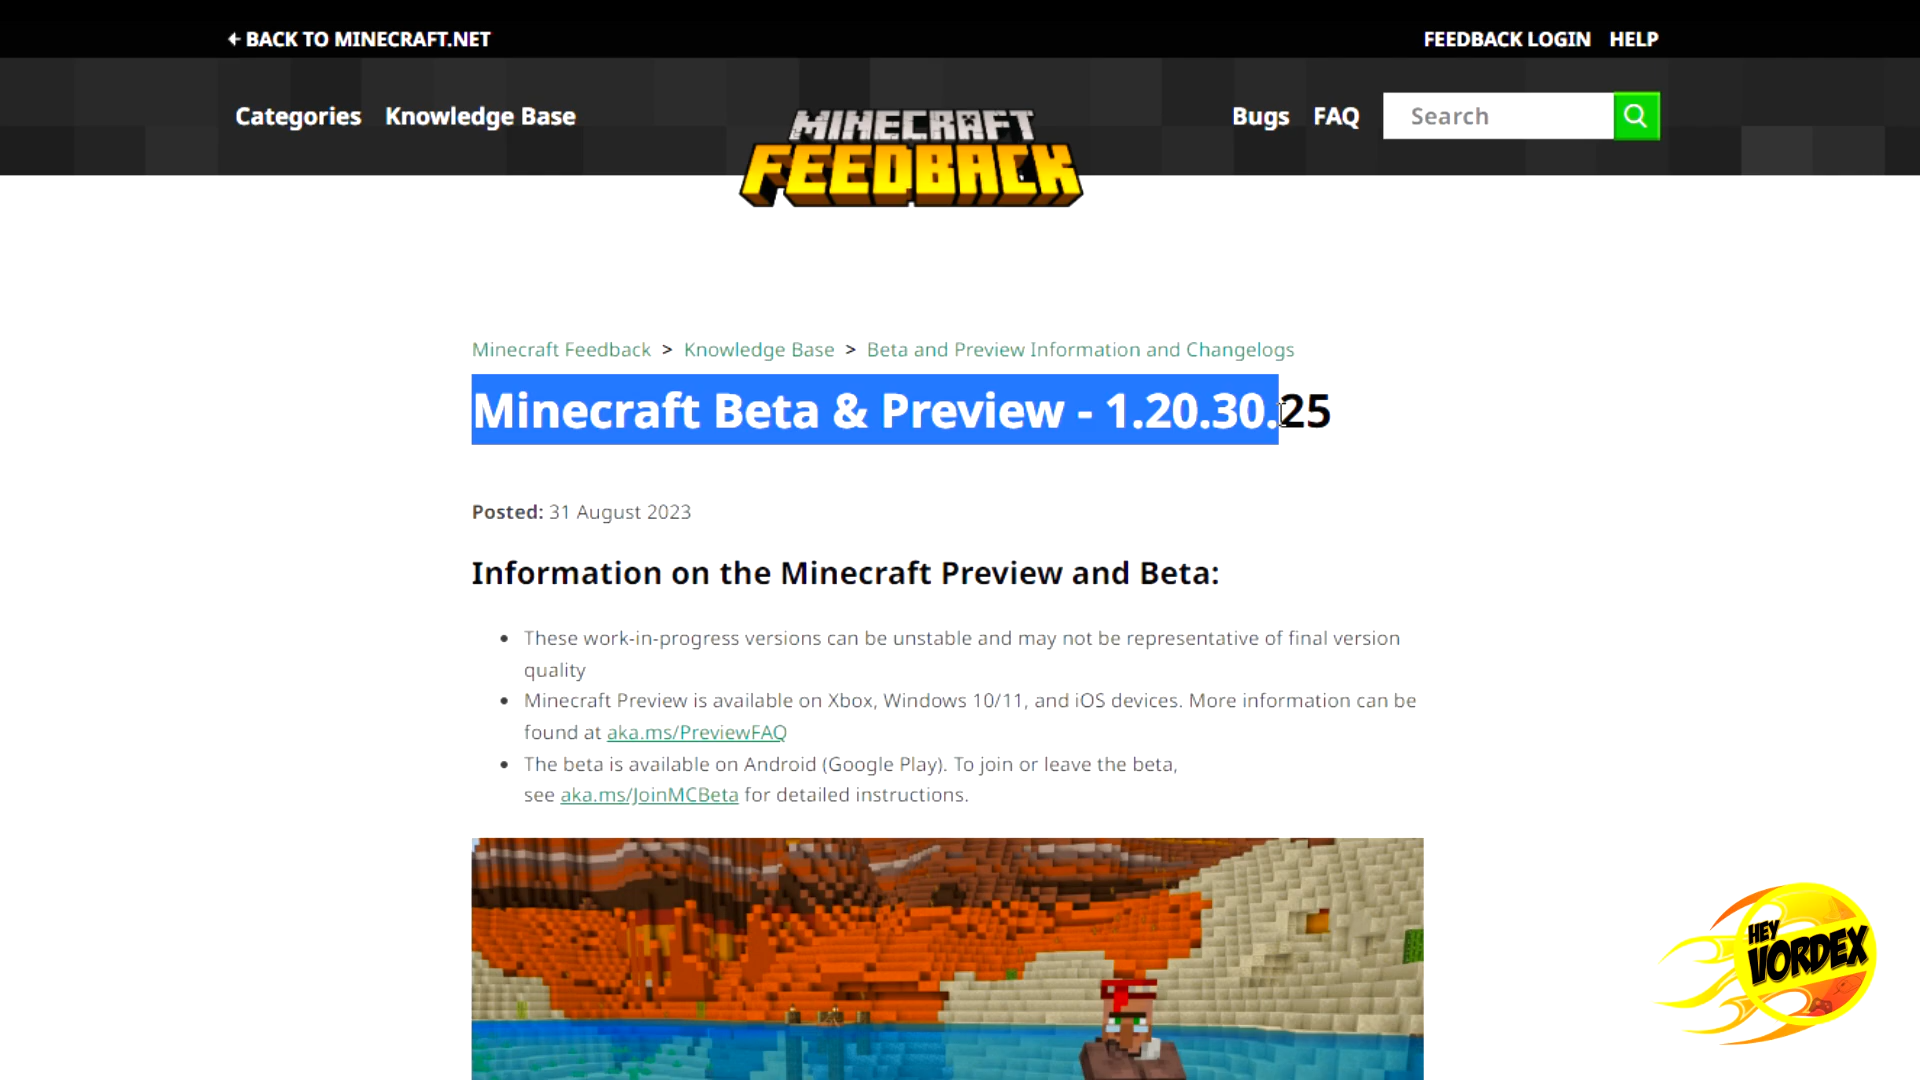 BACK TO MINECRAFT.NET
FEEDBACK LOGIN HELP
Categories Knowledge Base
MINECRAFT
FEEDBACK
Bugs FAQ Search
Minecraft Feedback > Knowledge Base > Beta and Preview Information and Changelogs
Minecraft Beta & Preview - 1.20.30.25
Posted: 31 August 2023
Information on the Minecraft Preview and Beta:
• These work-in-progress versions can be unstable and may not be representative of final version
quality
• Minecraft Preview is available on Xbox, Windows 10/11, and iOS devices. More information can be
found at aka.ms/PreviewFAQ
• The beta is available on Android (Google Play). To join or leave the beta,
see aka.ms/JoinMCBeta for detailed instructions.
HEY
VORDEX